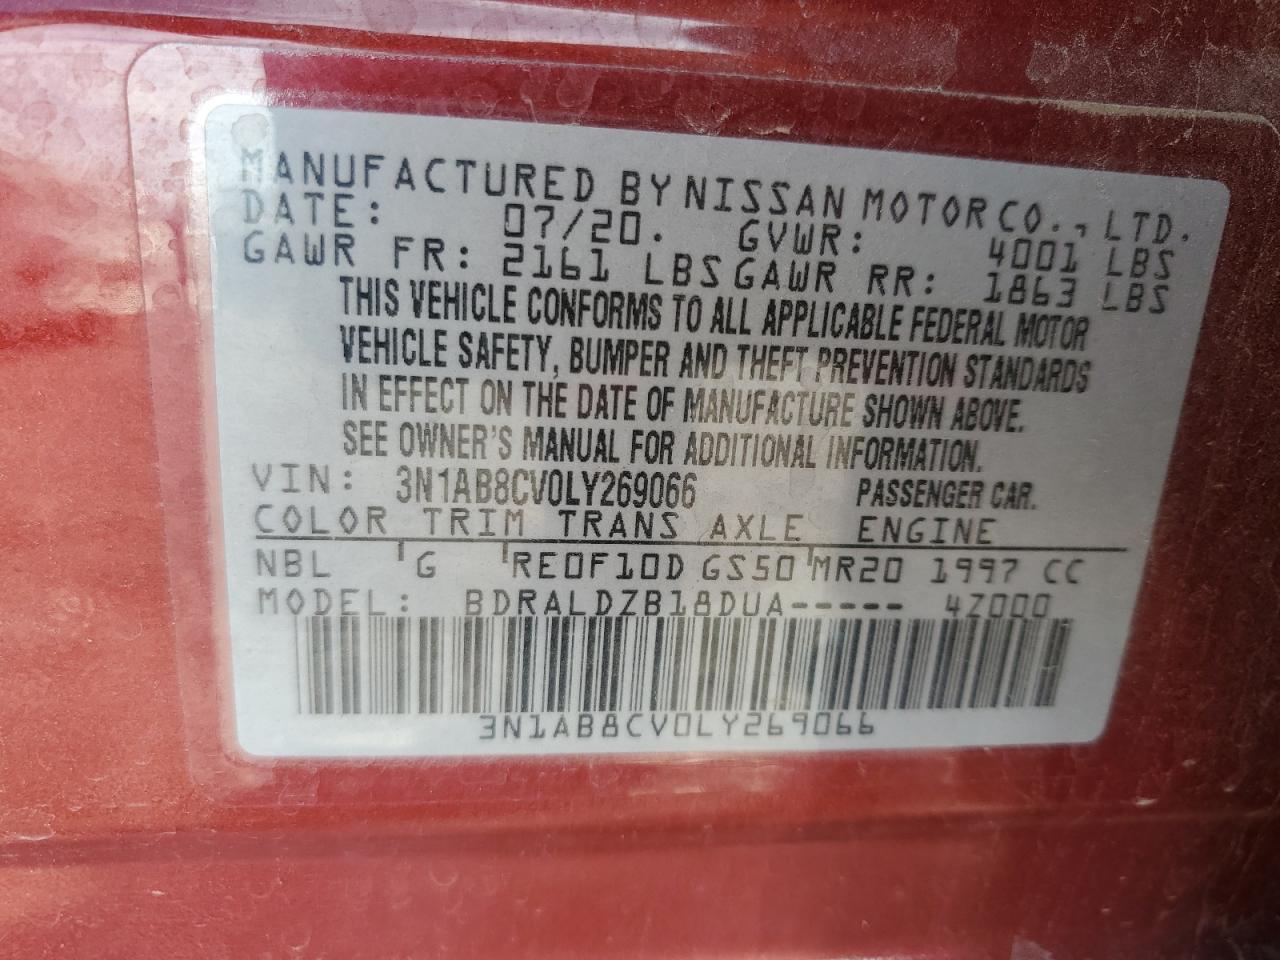 MANUFACTURED BY NISSAN MOTOR CO., LTD.
DATE: 07/20. GVWR: 4001 LBS
GAWR FR: 2161 LBS GAWR RR: 1863 LBS
THIS VEHICLE CONFORMS TO ALL APPLICABLE FEDERAL MOTOR
VEHICLE SAFETY, BUMPER AND THEFT PREVENTION STANDARDS
IN EFFECT ON THE DATE OF MANUFACTURE SHOWN ABOVE.
SEE OWNER'S MANUAL FOR ADDITIONAL INFORMATION.
VIN: 3N1AB8CV0LY269066 PASSENGER CAR.
COLOR TRIM TRANS AXLE ENGINE
NBL G RE0F10D GS50 MR20 1997 CC
MODEL: BDRALDZB18DUA----- 4Z000
3N1AB8CV0LY269066